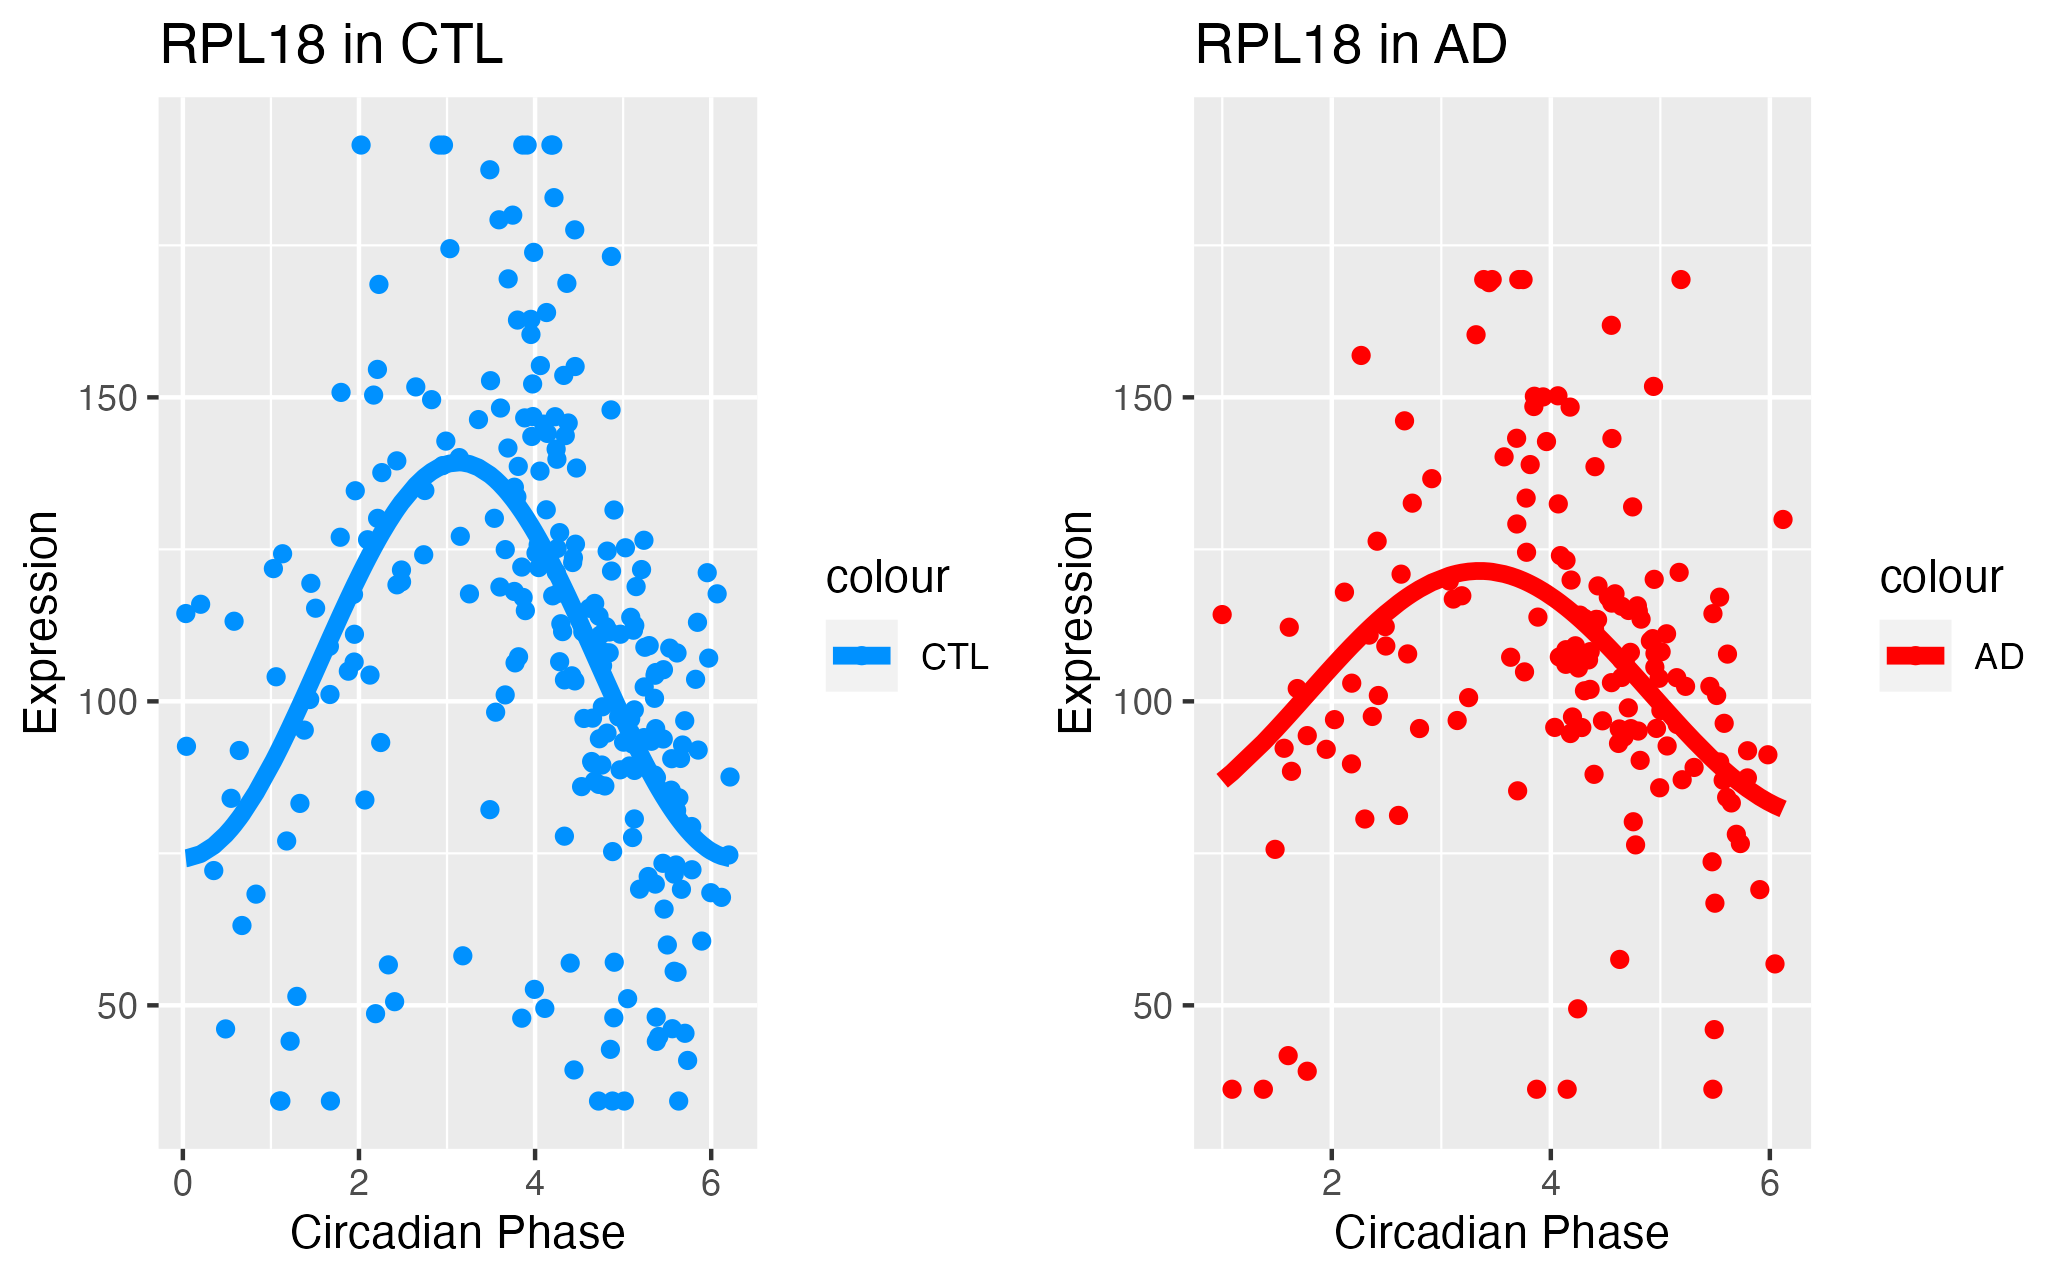 RPL18 in CTL
Expression
150
100
50
0 2 4 6
Circadian Phase
colour
CTL
RPL18 in AD
Expression
150
100
50
2 4 6
Circadian Phase
colour
AD